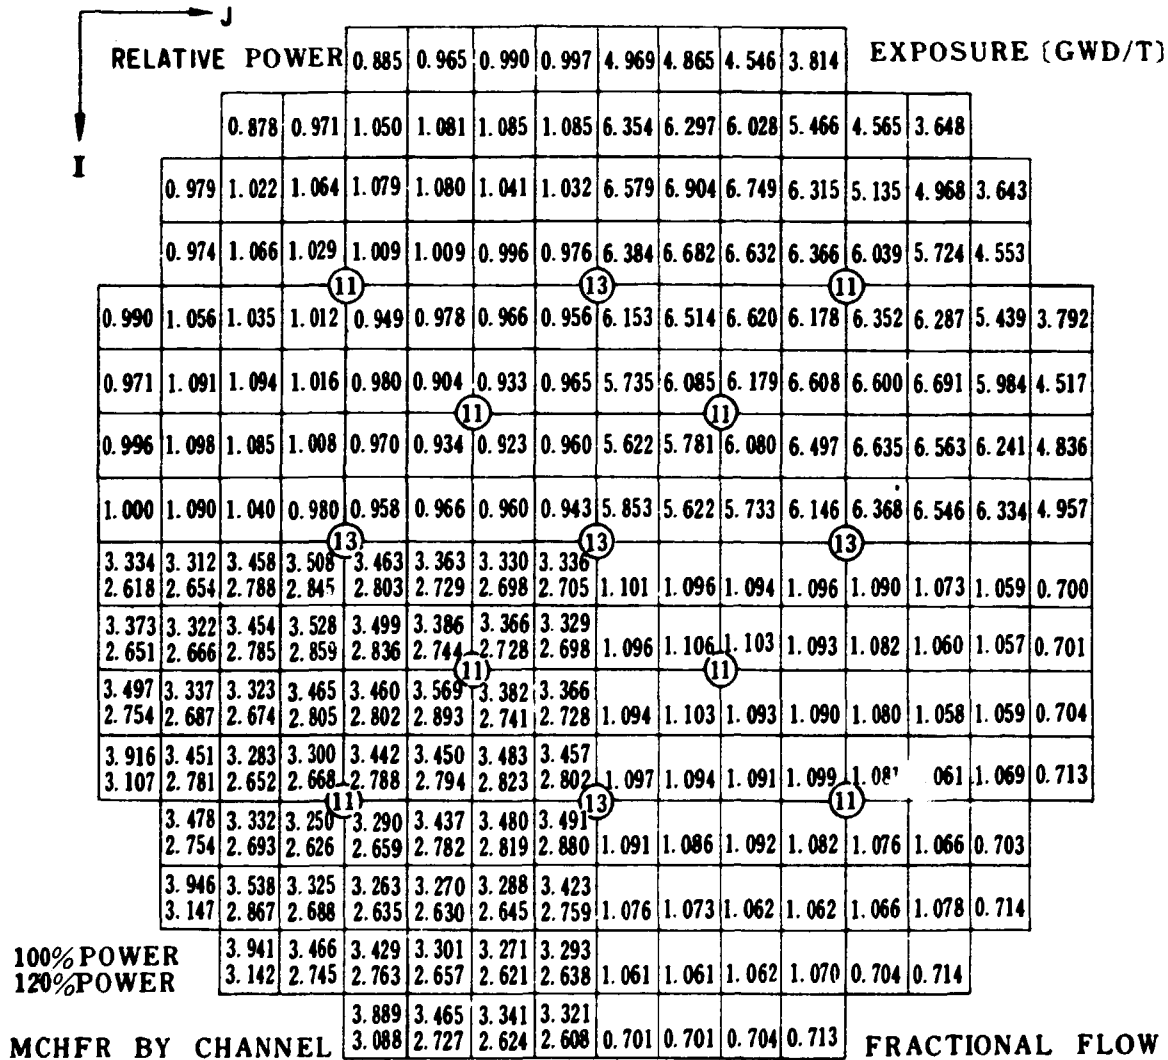 J
RELATIVE POWER 0.885 0.965 0.990 0.997 4.969 4.865 4.546 3.814 EXPOSURE (GWD/T)
0.878 0.971 1.050 1.081 1.085 1.085 6.354 6.297 6.028 5.466 4.565 3.648
I
0.979 1.022 1.064 1.079 1.080 1.041 1.032 6.579 6.904 6.749 6.315 5.135 4.968 3.643
0.974 1.066 1.029 1.009 1.009 0.996 0.976 6.384 6.682 6.632 6.366 6.039 5.724 4.553
11 13 11
0.990 1.056 1.035 1.012 0.949 0.978 0.966 0.956 6.153 6.514 6.620 6.178 6.352 6.287 5.439 3.792
0.971 1.091 1.094 1.016 0.980 0.904 0.933 0.965 5.735 6.085 6.179 6.608 6.600 6.691 5.984 4.517
11 11
0.996 1.098 1.085 1.008 0.970 0.934 0.923 0.960 5.622 5.781 6.080 6.497 6.635 6.563 6.241 4.836
1.000 1.090 1.040 0.980 0.958 0.966 0.960 0.943 5.853 5.622 5.733 6.146 6.368 6.546 6.334 4.957
13 13 13
3.334 3.312 3.458 3.508 3.463 3.363 3.330 3.336
2.618 2.654 2.788 2.845 2.803 2.729 2.698 2.705 1.101 1.096 1.094 1.096 1.090 1.073 1.059 0.700
3.373 3.322 3.454 3.528 3.499 3.386 3.366 3.329
2.651 2.666 2.785 2.859 2.836 2.744 2.728 2.698 1.096 1.106 1.103 1.093 1.082 1.060 1.057 0.701
11 11
3.497 3.337 3.323 3.465 3.460 3.569 3.382 3.366
2.754 2.687 2.674 2.805 2.802 2.893 2.741 2.728 1.094 1.103 1.093 1.090 1.080 1.058 1.059 0.704
3.916 3.451 3.283 3.300 3.442 3.450 3.483 3.457
3.107 2.781 2.652 2.668 2.788 2.794 2.823 2.802 1.097 1.094 1.091 1.099 1.069 0.713
11 13 11
3.478 3.332 3.250 3.290 3.437 3.480 3.491
2.754 2.693 2.626 2.659 2.782 2.819 2.880 1.091 1.086 1.092 1.082 1.076 1.066 0.703
3.946 3.538 3.325 3.263 3.270 3.288 3.423
3.147 2.867 2.688 2.635 2.630 2.645 2.759 1.076 1.073 1.062 1.062 1.066 1.078 0.714
100% POWER 3.941 3.466 3.429 3.301 3.271 3.293
120% POWER 3.142 2.745 2.763 2.657 2.621 2.638 1.061 1.061 1.062 1.070 0.704 0.714
3.889 3.465 3.341 3.321
MCHFR BY CHANNEL 3.088 2.727 2.624 2.608 0.701 0.701 0.704 0.713 FRACTIONAL FLOW